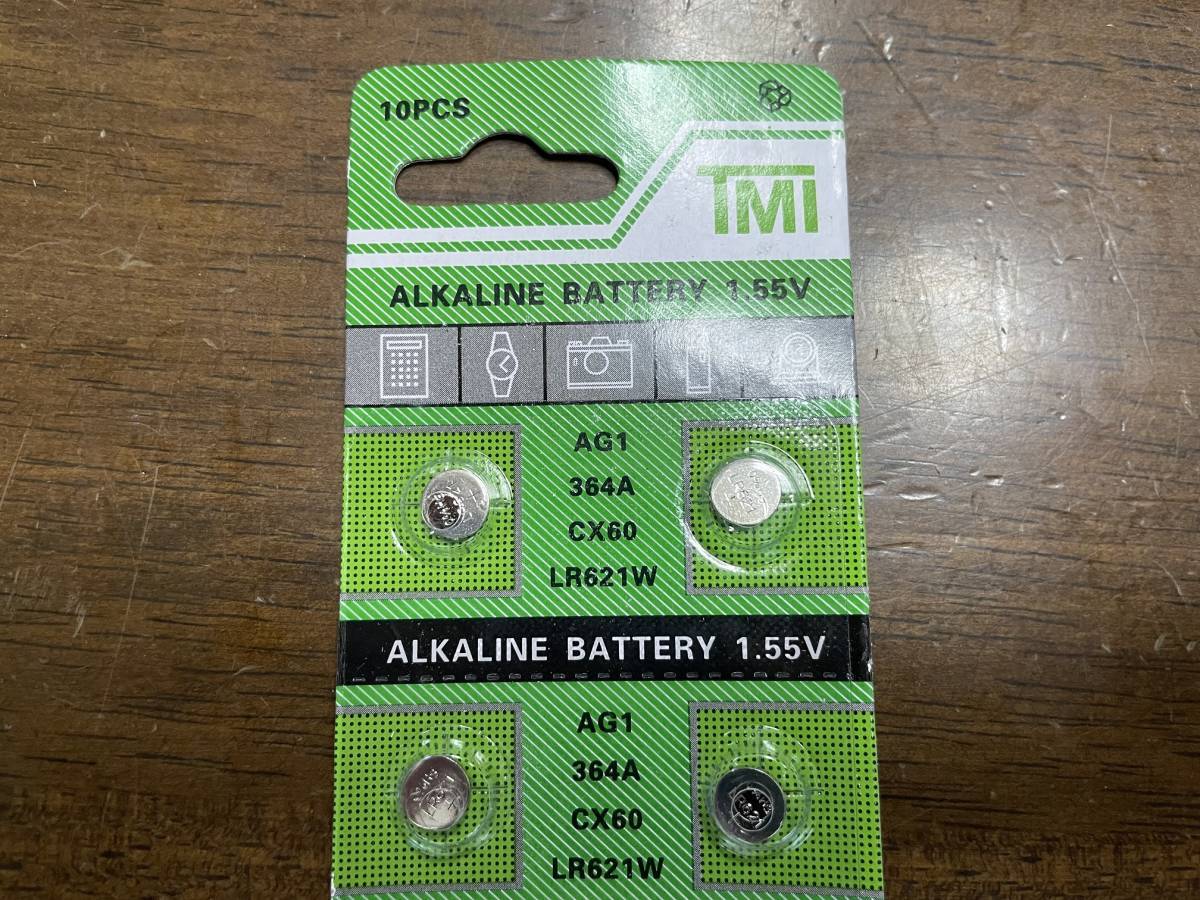 10PCS
TMI
ALKALINE BATTERY 1.55V
AG1
364A
CX60
LR621W
ALKALINE BATTERY 1.55V
AG1
364A
CX60
LR621W